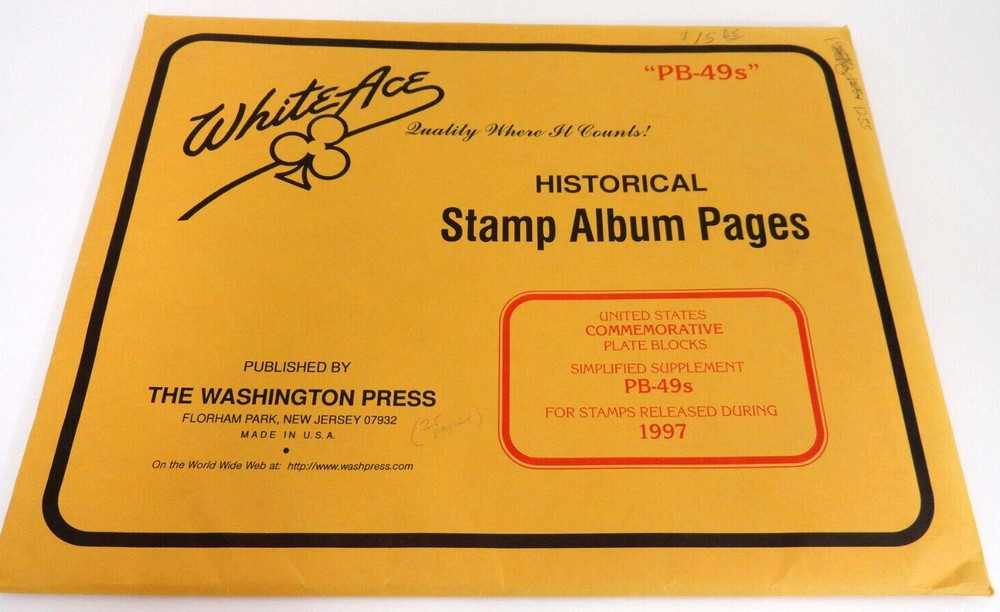 $15.65
"PB-49s"
White Ace
Quality Where It Counts!
HISTORICAL
Stamp Album Pages
UNITED STATES
COMMEMORATIVE
PLATE BLOCKS
SIMPLIFIED SUPPLEMENT
PB-49s
FOR STAMPS RELEASED DURING
1997
PUBLISHED BY
THE WASHINGTON PRESS
FLORHAM PARK, NEW JERSEY 07932
MADE IN U.S.A.
•
On the World Wide Web at: http://www.washpress.com